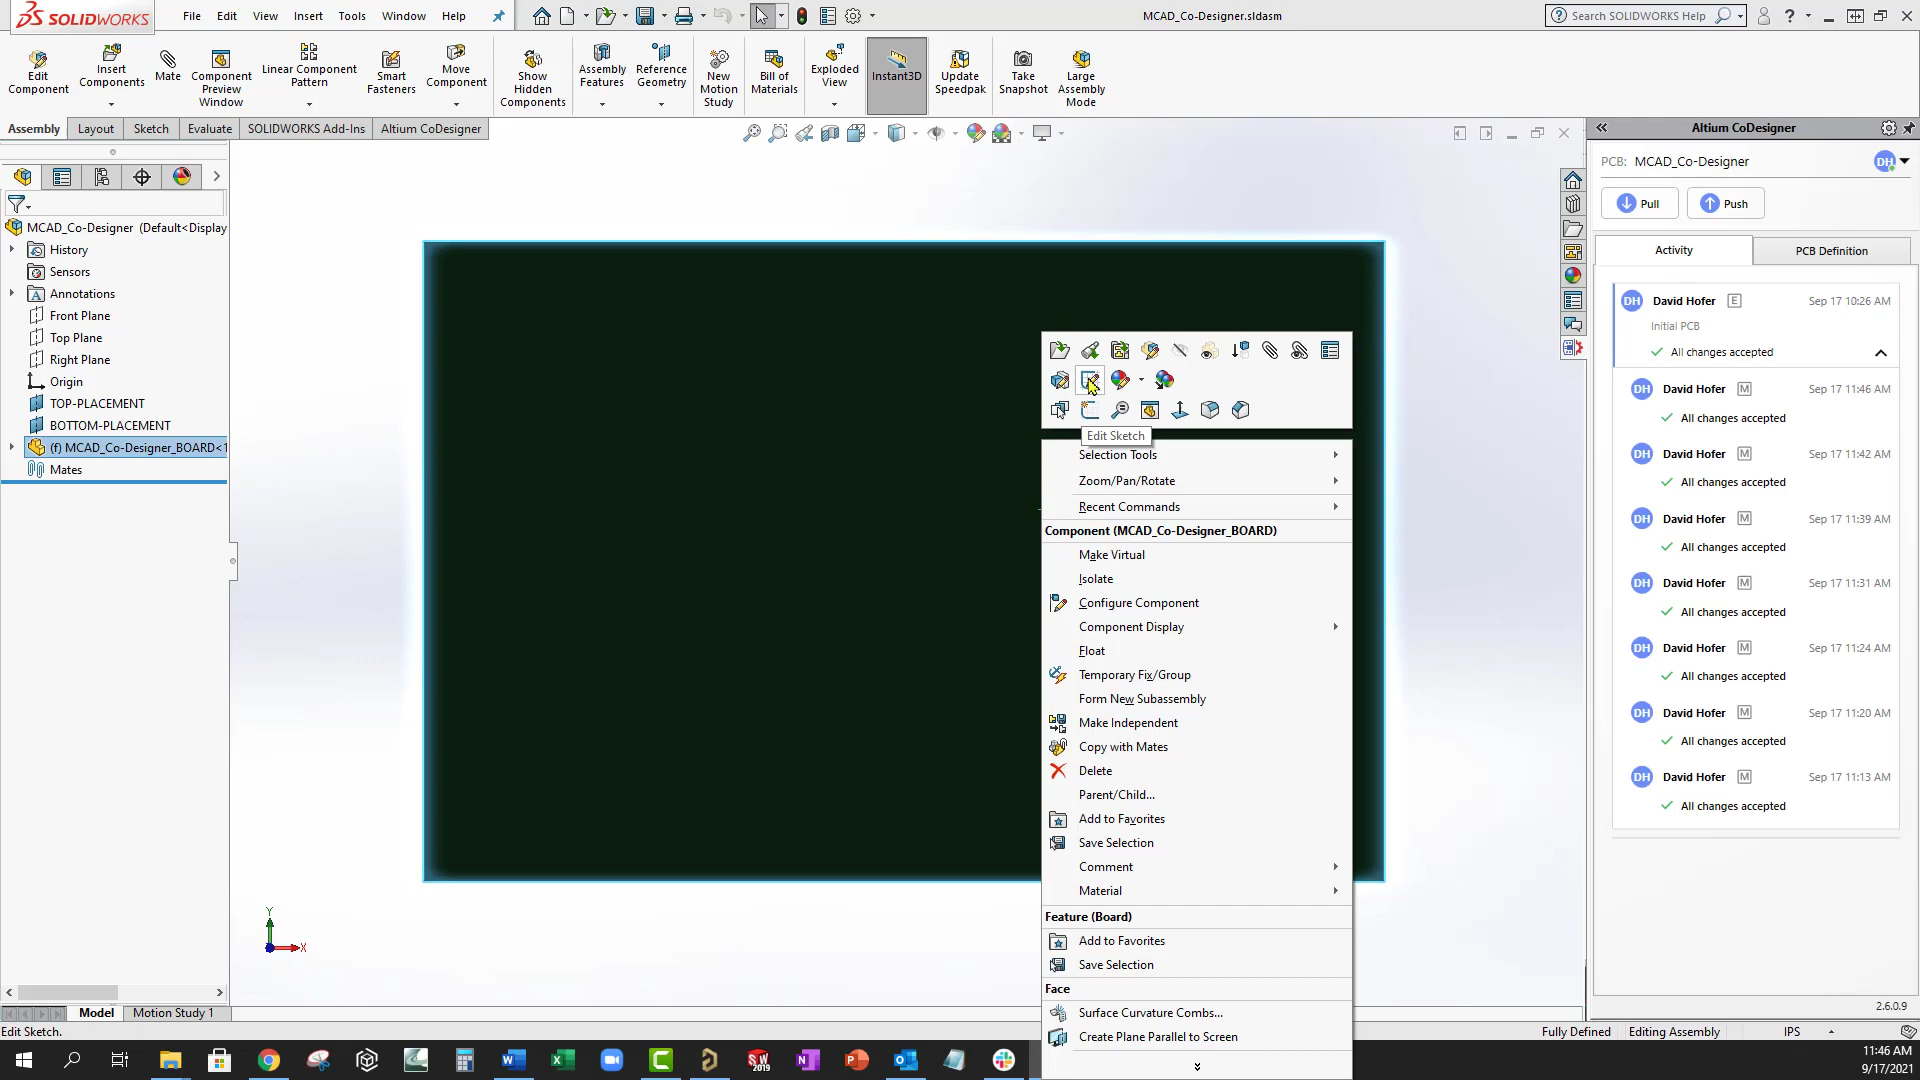 SOLIDWORKS
File Edit View Insert Tools Window Help
MCAD_Co-Designer.sldasm
Search SOLIDWORKS Help
Edit Component
Insert Components
Mate
Component Preview Window
Linear Component Pattern
Smart Fasteners
Move Component
Show Hidden Components
Assembly Features
Reference Geometry
New Motion Study
Bill of Materials
Exploded View
Instant3D
Update Speedpak
Take Snapshot
Large Assembly Mode
Assembly Layout Sketch Evaluate SOLIDWORKS Add-Ins Altium CoDesigner
MCAD_Co-Designer (Default<Display
History
Sensors
Annotations
Front Plane
Top Plane
Right Plane
Origin
TOP-PLACEMENT
BOTTOM-PLACEMENT
(f) MCAD_Co-Designer_BOARD<1
Mates
Y
X
Edit Sketch
Selection Tools
Zoom/Pan/Rotate
Recent Commands
Component (MCAD_Co-Designer_BOARD)
Make Virtual
Isolate
Configure Component
Component Display
Float
Temporary Fix/Group
Form New Subassembly
Make Independent
Copy with Mates
Delete
Parent/Child...
Add to Favorites
Save Selection
Comment
Material
Feature (Board)
Add to Favorites
Save Selection
Face
Surface Curvature Combs...
Create Plane Parallel to Screen
Altium CoDesigner
PCB: MCAD_Co-Designer DH
Pull Push
Activity PCB Definition
DH David Hofer E Sep 17 10:26 AM
Initial PCB
All changes accepted
DH David Hofer M Sep 17 11:46 AM
All changes accepted
DH David Hofer M Sep 17 11:42 AM
All changes accepted
DH David Hofer M Sep 17 11:39 AM
All changes accepted
DH David Hofer M Sep 17 11:31 AM
All changes accepted
DH David Hofer M Sep 17 11:24 AM
All changes accepted
DH David Hofer M Sep 17 11:20 AM
All changes accepted
DH David Hofer M Sep 17 11:13 AM
All changes accepted
2.6.0.9
Model Motion Study 1
Edit Sketch.
Fully Defined Editing Assembly IPS
SW 2019
11:46 AM
9/17/2021